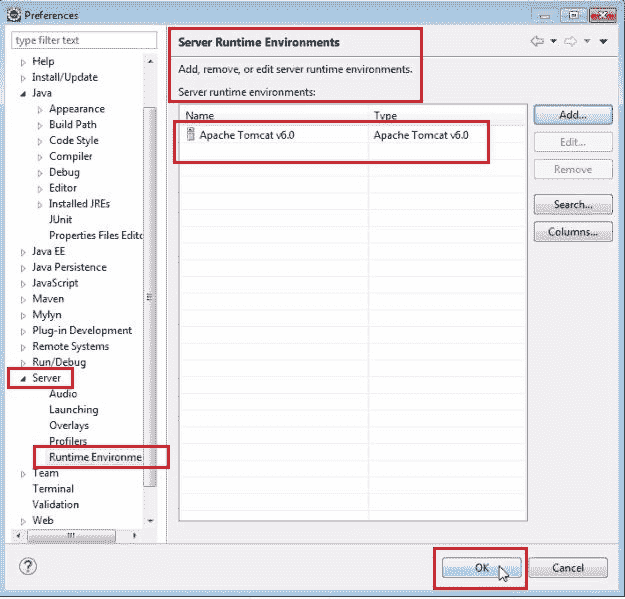 Preferences
type filter text
Help
Install/Update
Java
Appearance
Build Path
Code Style
Compiler
Debug
Editor
Installed JREs
JUnit
Properties Files Edito
Java EE
Java Persistence
JavaScript
Maven
Mylyn
Plug-in Development
Remote Systems
Run/Debug
Server
Audio
Launching
Overlays
Profilers
Runtime Environme
Team
Terminal
Validation
Web
Server Runtime Environments
Add, remove, or edit server runtime environments.
Server runtime environments:
Name Type
Apache Tomcat v6.0 Apache Tomcat v6.0
Add...
Edit...
Remove
Search...
Columns...
?
OK Cancel